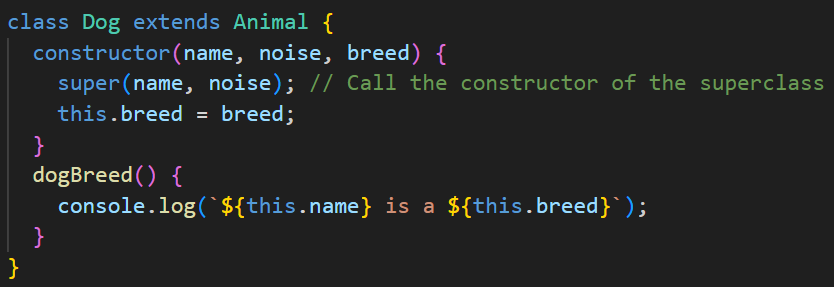 class Dog extends Animal {
  constructor(name, noise, breed) {
    super(name, noise); // Call the constructor of the superclass
    this.breed = breed;
  }
  dogBreed() {
    console.log(`${this.name} is a ${this.breed}`);
  }
}